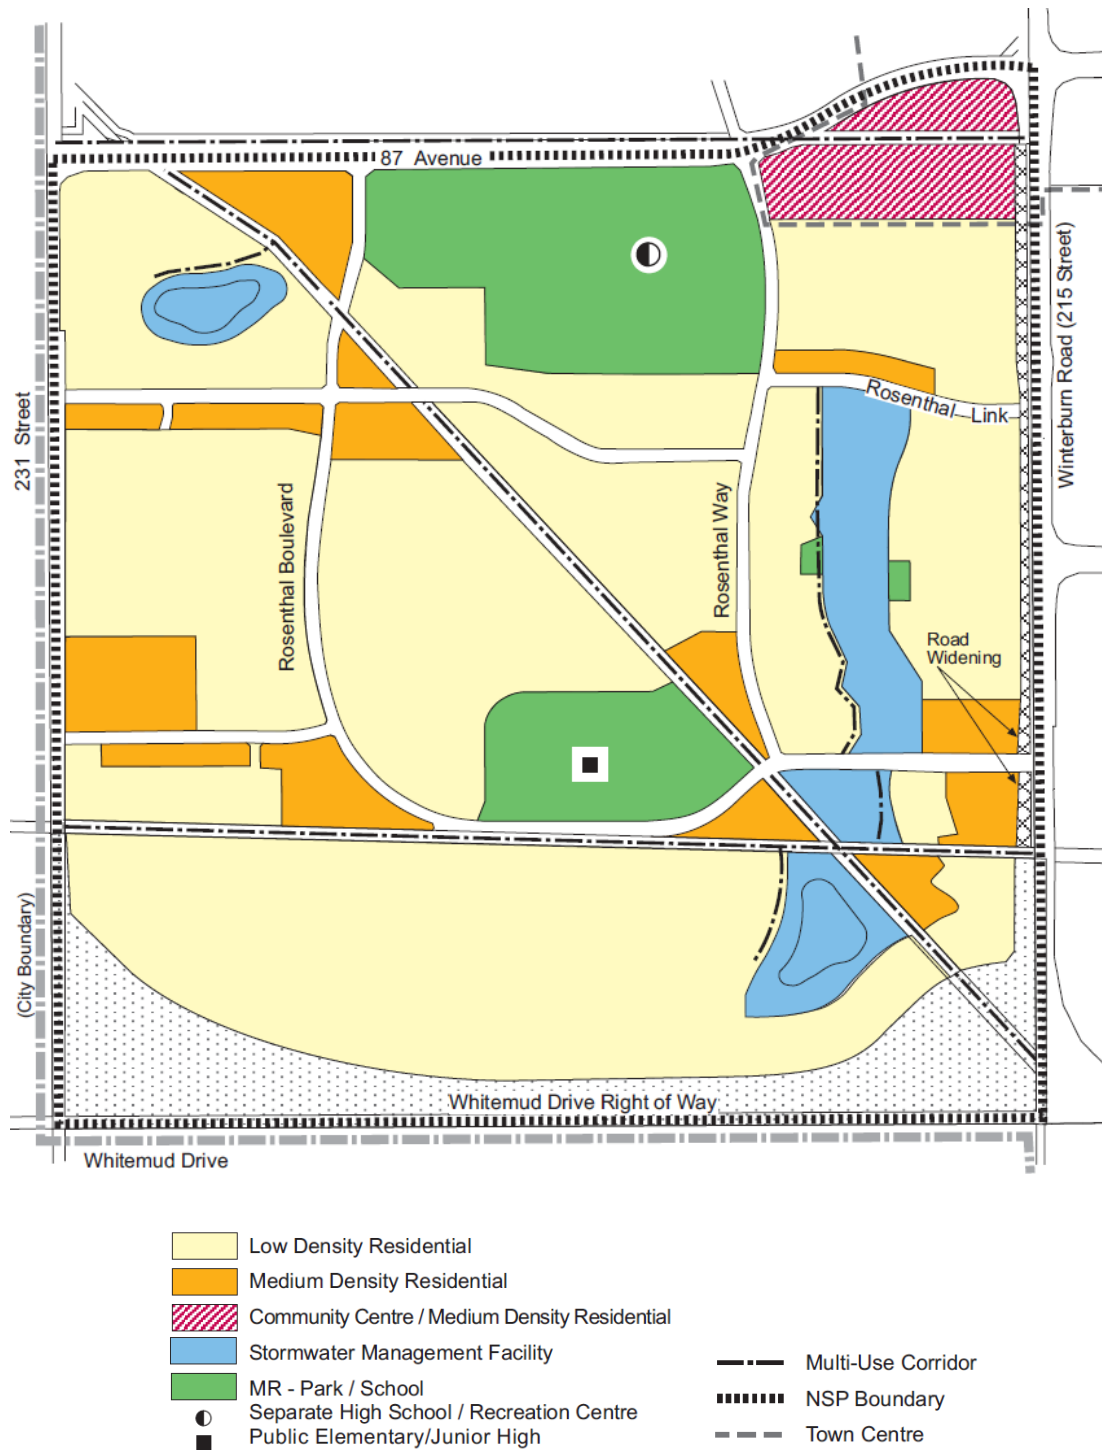 87 Avenue
Rosenthal Link
Winterburn Road (215 Street)
231 Street
Rosenthal Boulevard
Rosenthal Way
Road
Widening
(City Boundary)
Whitemud Drive Right of Way
Whitemud Drive
Low Density Residential
Medium Density Residential
Community Centre / Medium Density Residential
Stormwater Management Facility
MR - Park / School
Separate High School / Recreation Centre
Public Elementary/Junior High
Multi-Use Corridor
NSP Boundary
Town Centre